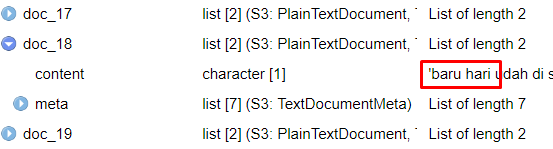 doc_17 list [2] (S3: PlainTextDocument, List of length 2
doc_18 list [2] (S3: PlainTextDocument, List of length 2
content character [1] 'baru hari udah di s
meta list [7] (S3: TextDocumentMeta) List of length 7
doc_19 list [2] (S3: PlainTextDocument, List of length 2